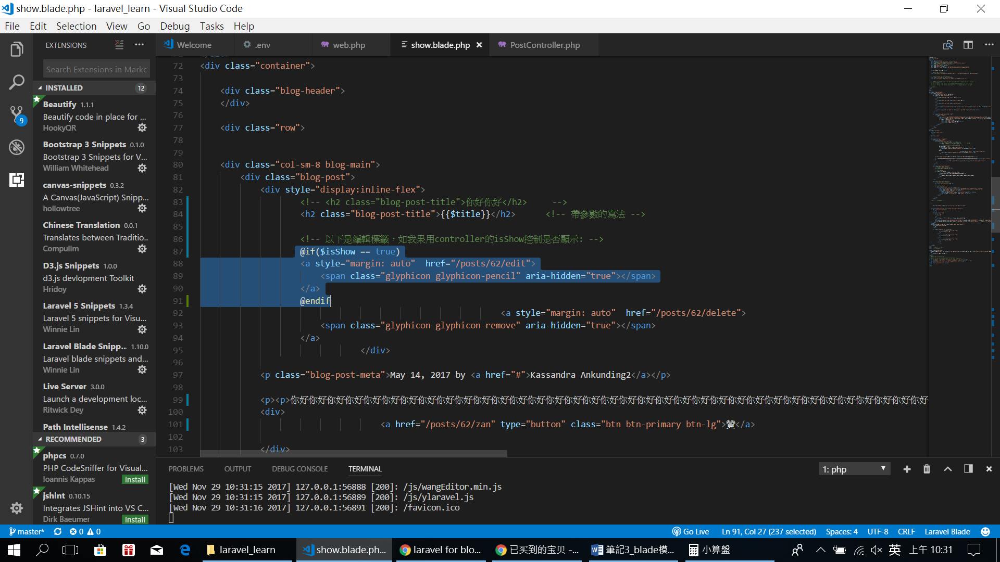 show.blade.php - laravel_learn - Visual Studio Code
File Edit Selection View Go Debug Tasks Help
EXTENSIONS
Welcome .env web.php show.blade.php PostController.php
Search Extensions in Marke
INSTALLED 12
Beautify 1.1.1
Beautify code in place for ...
HookyQR
Bootstrap 3 Snippets 0.1.0
Bootstrap 3 Snippets for V...
William Whitehead
canvas-snippets 0.3.2
A Canvas(JavaScript) Snipp...
hollowtree
Chinese Translation 0.0.1
Translates between Traditio...
Compulim
D3.js Snippets 1.0.0
d3.js devlopment Toolkit
Hridoy
Laravel 5 Snippets 1.3.4
Laravel 5 snippets for Visu...
Winnie Lin
Laravel Blade Snipp... 1.10.0
Laravel blade snippets and...
Winnie Lin
Live Server 3.0.0
Launch a development loc...
Ritwick Dey
Path Intellisense 1.4.2
RECOMMENDED 3
phpcs 0.7.0
PHP CodeSniffer for Visual...
Ioannis Kappas Install
jshint 0.10.15
Integrates JSHint into VS C...
Dirk Baeumer Install
9
72 <div class="container">
73
74 <div class="blog-header">
75 </div>
76
77 <div class="row">
78
79
80 <div class="col-sm-8 blog-main">
81 <div class="blog-post">
82 <div style="display:inline-flex">
83 <!-- <h2 class="blog-post-title">你好你好</h2> -->
84 <h2 class="blog-post-title">{{$title}}</h2> <!-- 帶參數的寫法 -->
85
86 <!-- 以下是編輯標籤，如我果用controller的isShow控制是否顯示: -->
87 @if($isShow == true)
88 <a style="margin: auto" href="/posts/62/edit">
89 <span class="glyphicon glyphicon-pencil" aria-hidden="true"></span>
90 </a>
91 @endif
92 <a style="margin: auto" href="/posts/62/delete">
93 <span class="glyphicon glyphicon-remove" aria-hidden="true"></span>
94 </a>
95 </div>
96
97 <p class="blog-post-meta">May 14, 2017 by <a href="#">Kassandra Ankunding2</a></p>
98
99 <p><p>你好你好你好你好你好你好你好你好你好你好你好你好你好你好你好你好你好你好你好你好你好你好你好你好你好你好你好你好你好你好你好你好你好你好你好
100 <div>
101 <a href="/posts/62/zan" type="button" class="btn btn-primary btn-lg">贊</a>
102
103 </div>
PROBLEMS OUTPUT DEBUG CONSOLE TERMINAL 1: php
[Wed Nov 29 10:31:15 2017] 127.0.0.1:56888 [200]: /js/wangEditor.min.js
[Wed Nov 29 10:31:15 2017] 127.0.0.1:56889 [200]: /js/ylaravel.js
[Wed Nov 29 10:31:16 2017] 127.0.0.1:56891 [200]: /favicon.ico
master* 0 0 Go Live Ln 91, Col 27 (237 selected) Spaces: 4 UTF-8 CRLF Laravel Blade
laravel_learn show.blade.ph... laravel for blo... 已买到的宝贝 -... 筆記3_blade模... 小算盤 英 上午 10:31